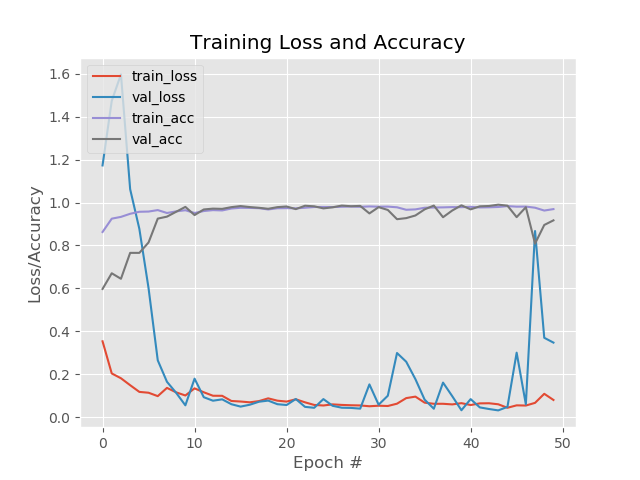 Training Loss and Accuracy
train_loss
val_loss
train_acc
val_acc
Loss/Accuracy
1.6
1.4
1.2
1.0
0.8
0.6
0.4
0.2
0.0
0 10 20 30 40 50
Epoch #